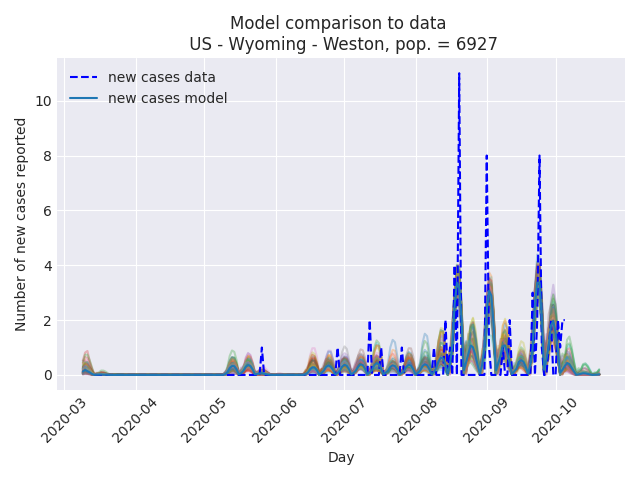 Model comparison to data
US - Wyoming - Weston, pop. = 6927
new cases data
new cases model
Number of new cases reported
10
8
6
4
2
0
2020-03
2020-04
2020-05
2020-06
2020-07
2020-08
2020-09
2020-10
Day